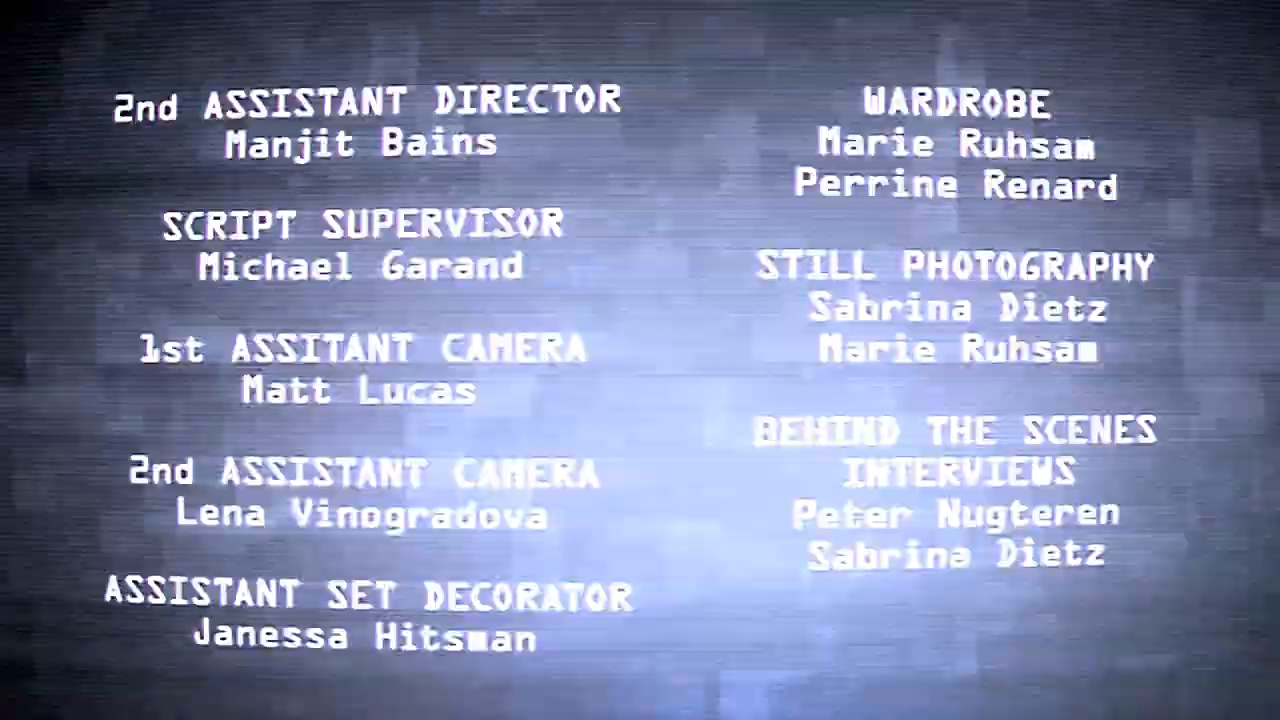 2nd ASSISTANT DIRECTOR
Manjit Bains
SCRIPT SUPERVISOR
Michael Garand
1st ASSITANT CAMERA
Matt Lucas
2nd ASSISTANT CAMERA
Lena Vinogradova
ASSISTANT SET DECORATOR
Janessa Hitsman
WARDROBE
Marie Ruhsam
Perrine Renard
STILL PHOTOGRAPHY
Sabrina Dietz
Marie Ruhsam
BEHIND THE SCENES
INTERVIEWS
Peter Nugteren
Sabrina Dietz